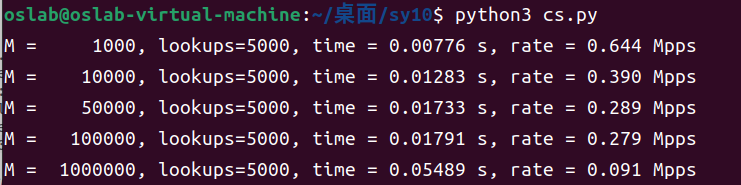 oslab@oslab-virtual-machine:~/桌面/sy10$ python3 cs.py
M =     1000, lookups=5000, time = 0.00776 s, rate = 0.644 Mpps
M =    10000, lookups=5000, time = 0.01283 s, rate = 0.390 Mpps
M =    50000, lookups=5000, time = 0.01733 s, rate = 0.289 Mpps
M =   100000, lookups=5000, time = 0.01791 s, rate = 0.279 Mpps
M =  1000000, lookups=5000, time = 0.05489 s, rate = 0.091 Mpps